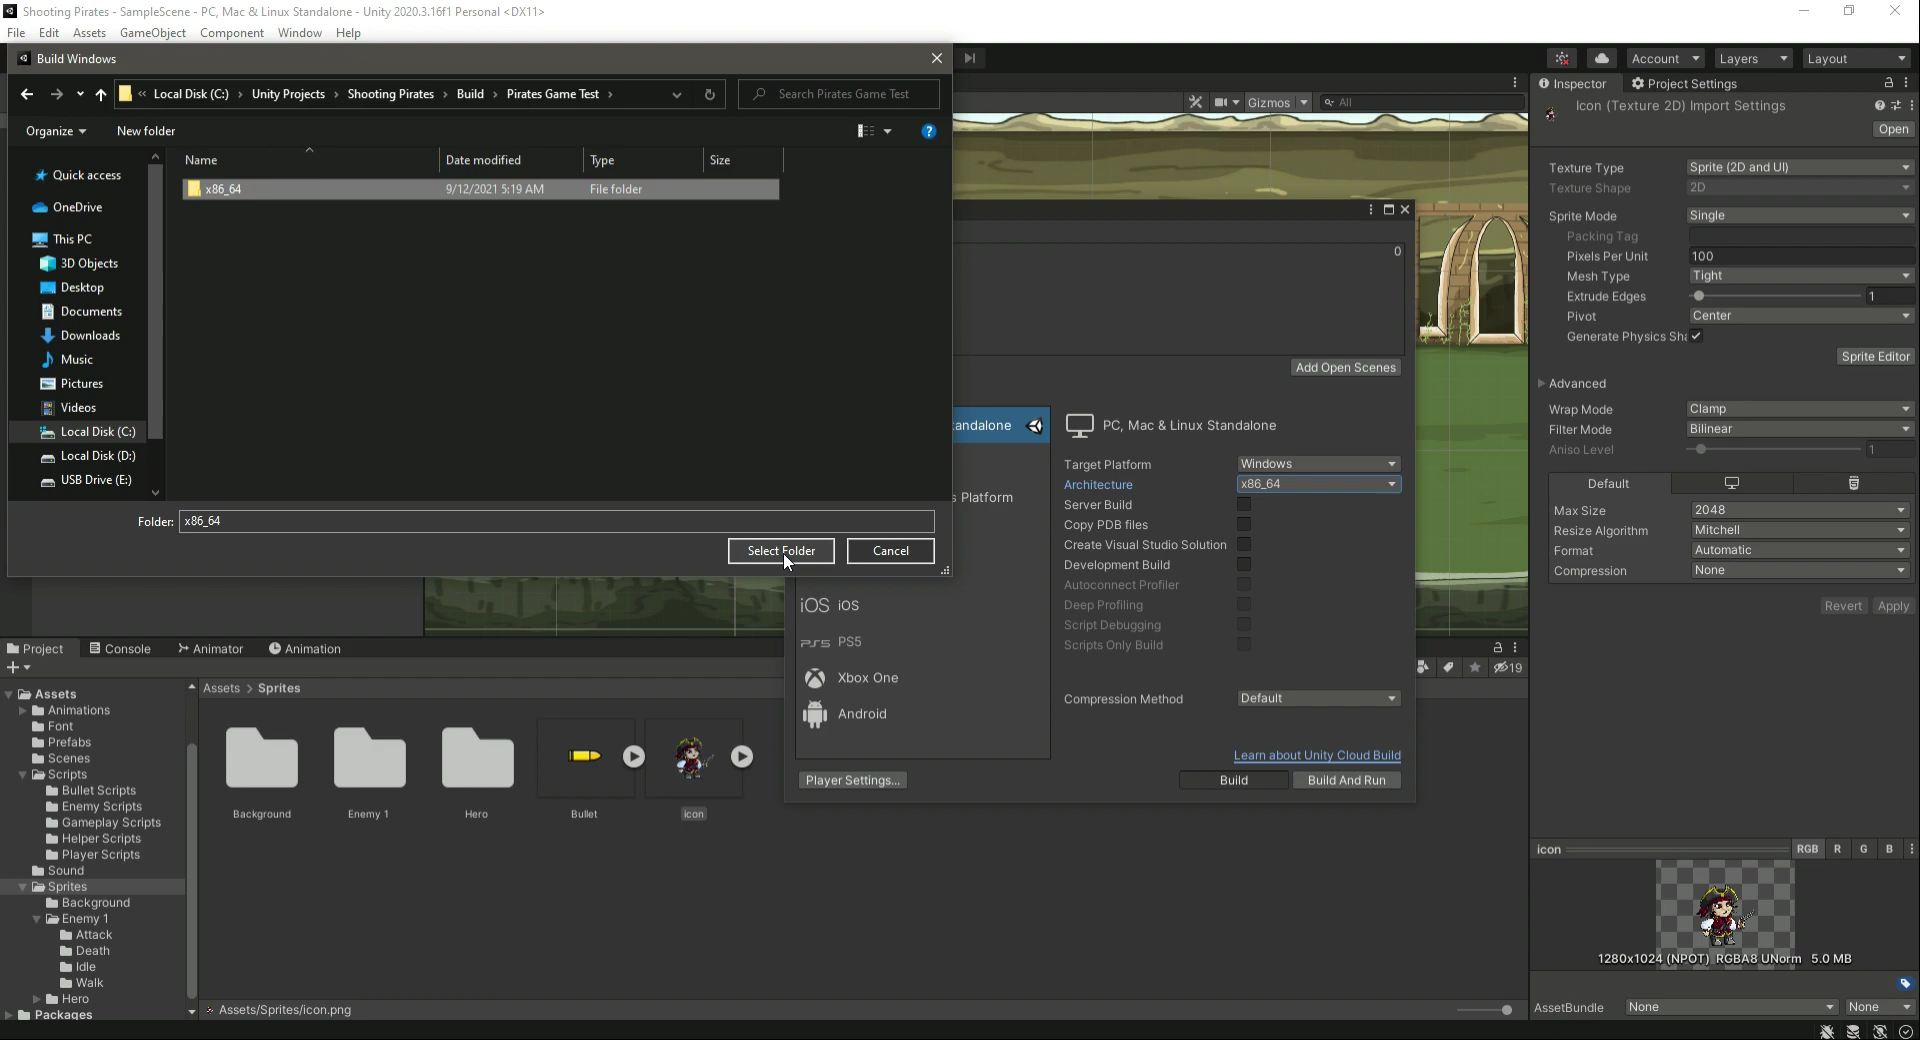 Shooting Pirates - SampleScene - PC, Mac & Linux Standalone - Unity 2020.3.16f1 Personal <DX11>
File Edit Assets GameObject Component Window Help
Build Windows
Account Layers Layout
« Local Disk (C:) › Unity Projects › Shooting Pirates › Build › Pirates Game Test ›
Search Pirates Game Test
Organize New folder
Name Date modified Type Size
x86_64 9/12/2021 5:19 AM File folder
Quick access
OneDrive
This PC
3D Objects
Desktop
Documents
Downloads
Music
Pictures
Videos
Local Disk (C:)
Local Disk (D:)
USB Drive (E:)
Folder: x86_64
Select Folder Cancel
Gizmos All
0
Add Open Scenes
tandalone
s Platform
iOS iOS
PS5 PS5
Xbox One
Android
PC, Mac & Linux Standalone
Target Platform Windows
Architecture x86_64
Server Build
Copy PDB files
Create Visual Studio Solution
Development Build
Autoconnect Profiler
Deep Profiling
Script Debugging
Scripts Only Build
Compression Method Default
Learn about Unity Cloud Build
Player Settings... Build Build And Run
Inspector Project Settings
Icon (Texture 2D) Import Settings
Open
Texture Type Sprite (2D and UI)
Texture Shape 2D
Sprite Mode Single
Packing Tag
Pixels Per Unit 100
Mesh Type Tight
Extrude Edges 1
Pivot Center
Generate Physics Sha
Sprite Editor
Advanced
Wrap Mode Clamp
Filter Mode Bilinear
Aniso Level 1
Default
Max Size 2048
Resize Algorithm Mitchell
Format Automatic
Compression None
Revert Apply
Project Console Animator Animation
19
Assets
Animations
Font
Prefabs
Scenes
Scripts
Bullet Scripts
Enemy Scripts
Gameplay Scripts
Helper Scripts
Player Scripts
Sound
Sprites
Background
Enemy 1
Attack
Death
Idle
Walk
Hero
Packages
Assets > Sprites
Background Enemy 1 Hero Bullet icon
Assets/Sprites/icon.png
icon RGB R G B
1280x1024 (NPOT) RGBA8 UNorm 5.0 MB
AssetBundle None None